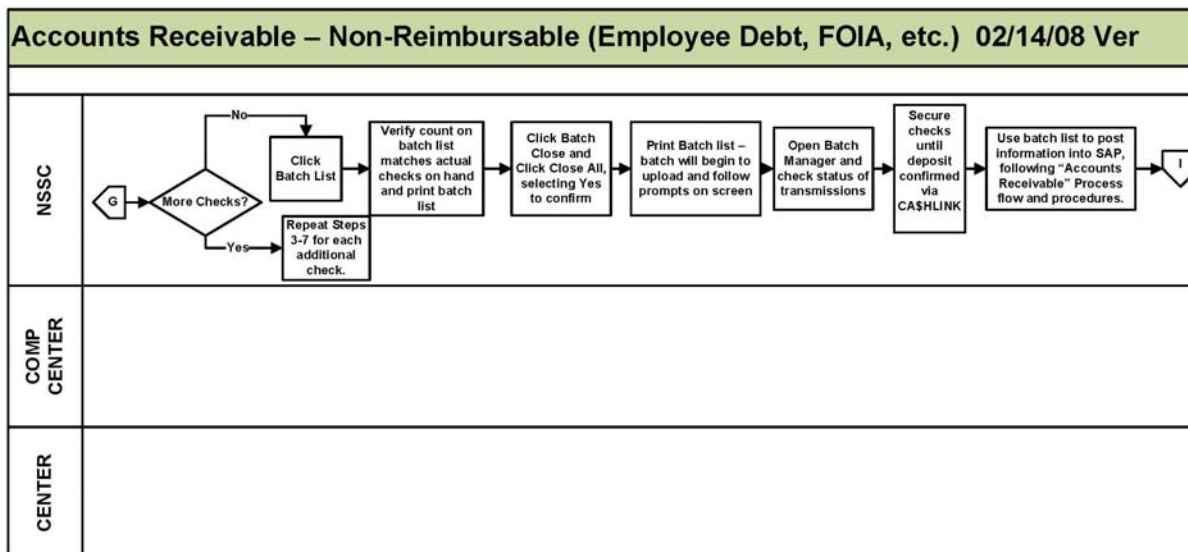 Accounts Receivable – Non-Reimbursable (Employee Debt, FOIA, etc.)  02/14/08 Ver
NSSC
G
More Checks?
No
Yes
Click
Batch List
Repeat Steps
3-7 for each
additional
check.
Verify count on
batch list
matches actual
checks on hand
and print batch
list
Click Batch
Close and
Click Close All,
selecting Yes
to confirm
Print Batch list –
batch will begin to
upload and follow
prompts on screen
Open Batch
Manager and
check status of
transmissions
Secure
checks
until
deposit
confirmed
via
CA$HLINK
Use batch list to post
information into SAP,
following “Accounts
Receivable” Process
flow and procedures.
I
COMP
CENTER
CENTER